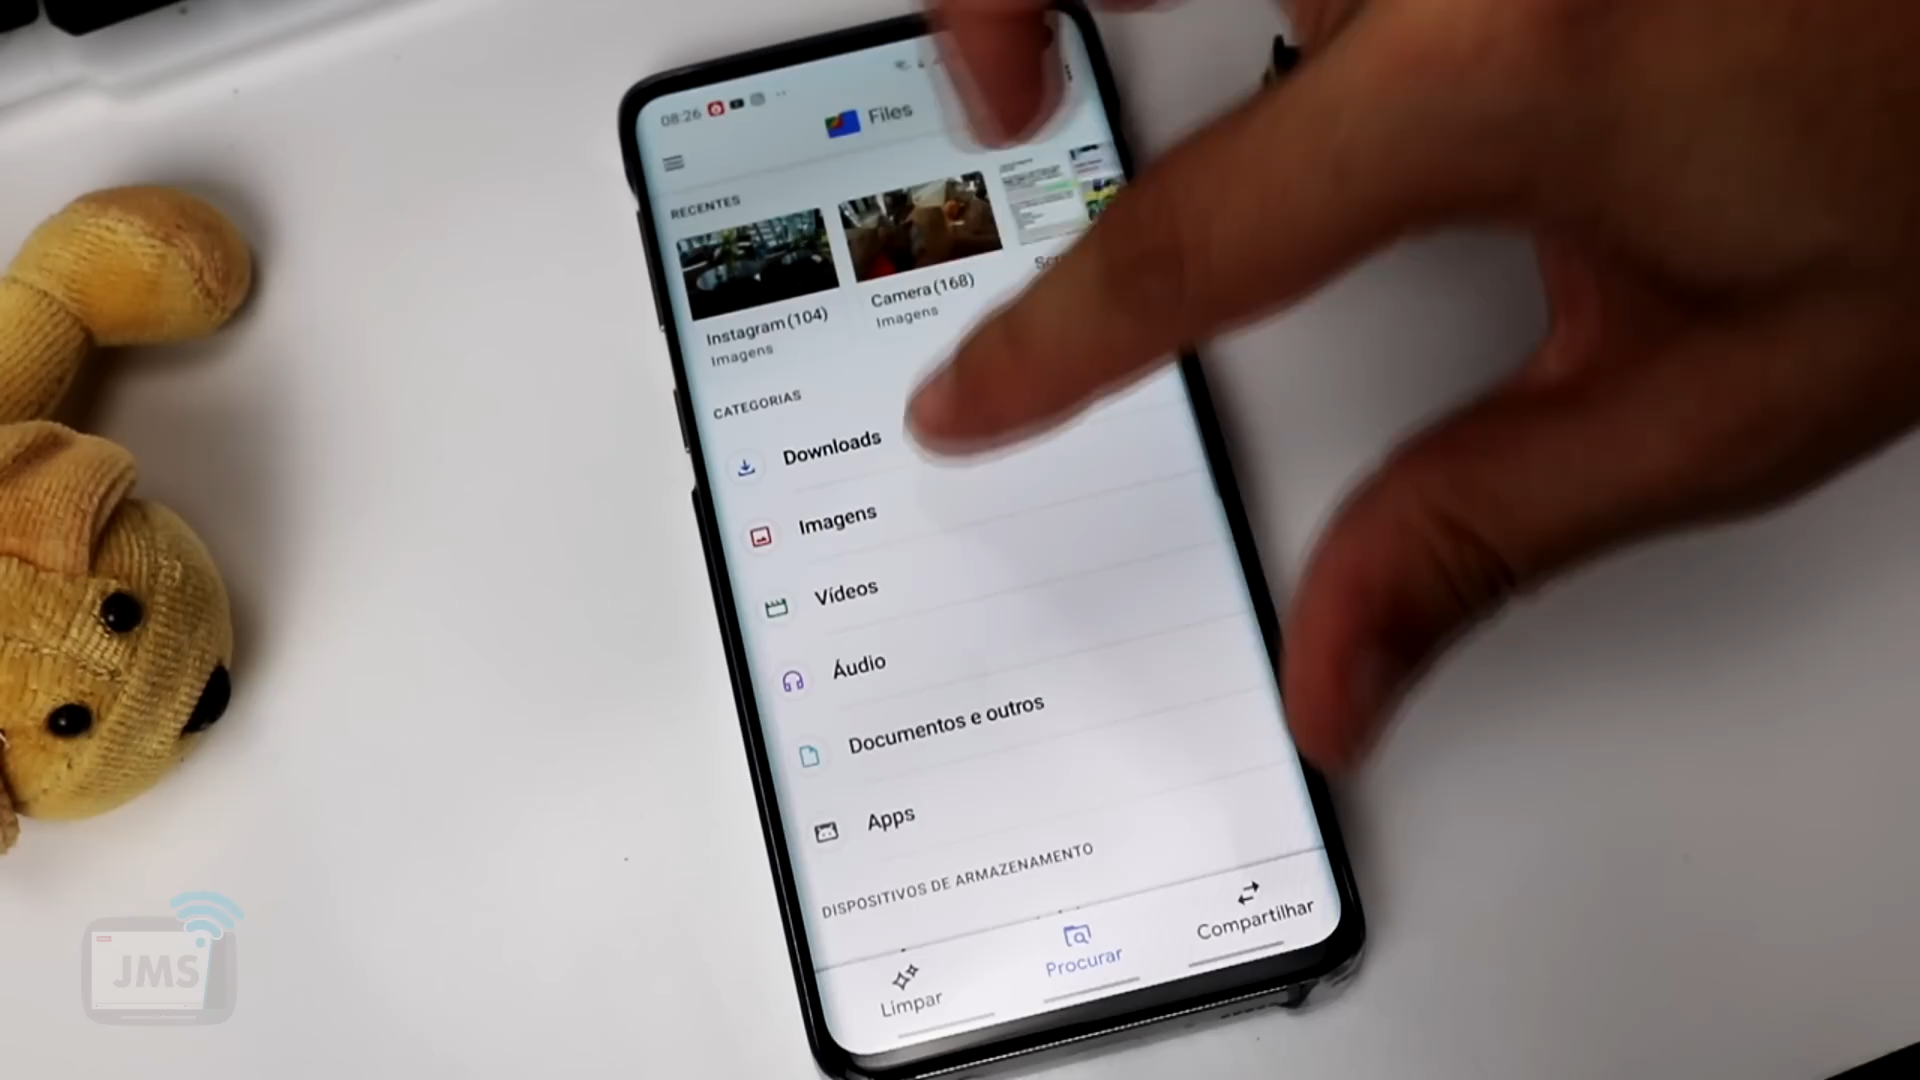 08:26
Files
RECENTES
Instagram (104)
Imagens
Camera (168)
Imagens
CATEGORIAS
Downloads
Imagens
Vídeos
Áudio
Documentos e outros
Apps
DISPOSITIVOS DE ARMAZENAMENTO
Limpar
Procurar
Compartilhar
JMS